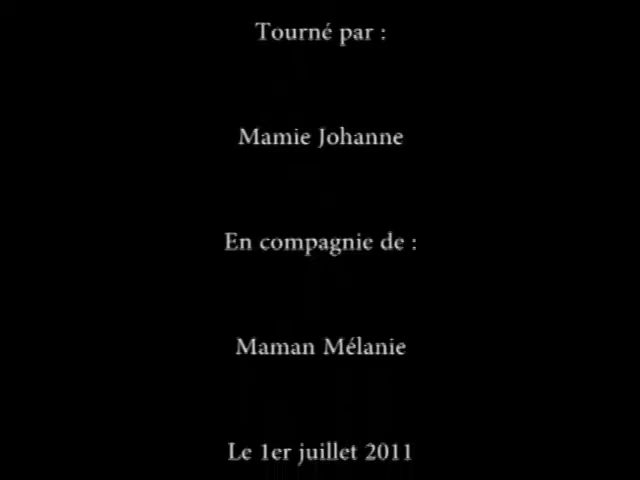 Tourné par :
Mamie Johanne
En compagnie de :
Maman Mélanie
Le 1er juillet 2011